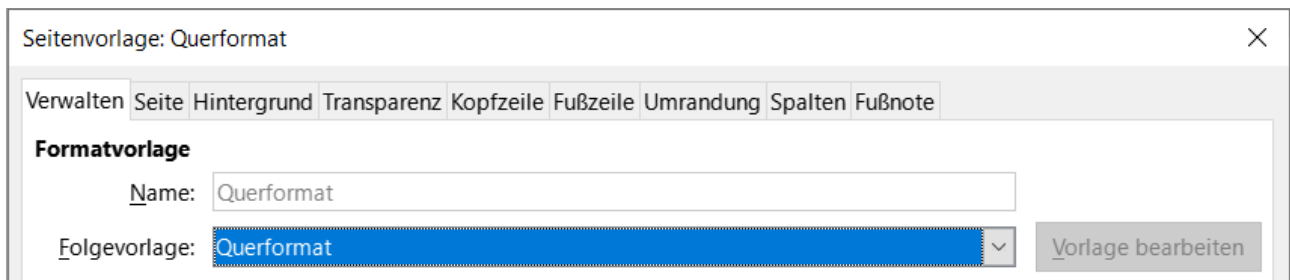 Seitenvorlage: Querformat
Verwalten Seite Hintergrund Transparenz Kopfzeile Fußzeile Umrandung Spalten Fußnote
Formatvorlage
Name: Querformat
Folgevorlage: Querformat Vorlage bearbeiten